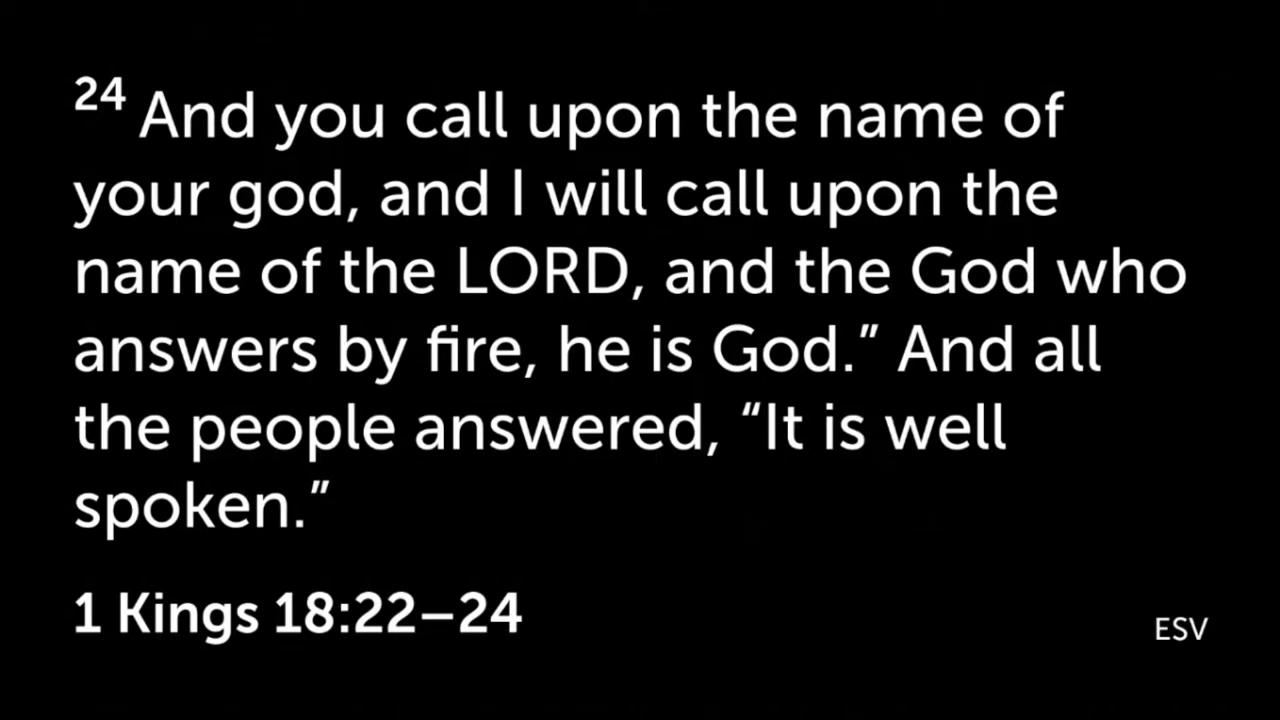 24 And you call upon the name of
your god, and I will call upon the
name of the LORD, and the God who
answers by fire, he is God.” And all
the people answered, “It is well
spoken.”
1 Kings 18:22–24
ESV